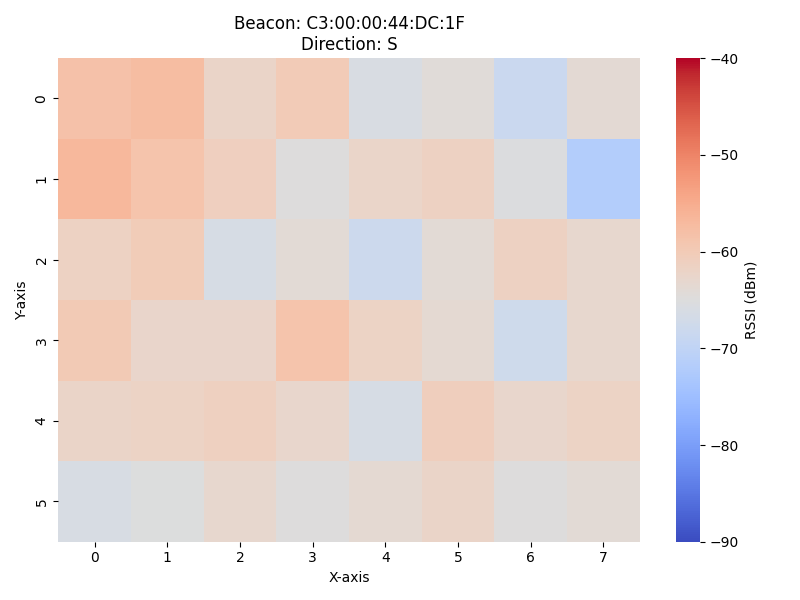 Beacon: C3:00:00:44:DC:1F
Direction: S
0
1
2
3
4
5
Y-axis
0 1 2 3 4 5 6 7
X-axis
−40
−50
−60
−70
−80
−90
RSSI (dBm)